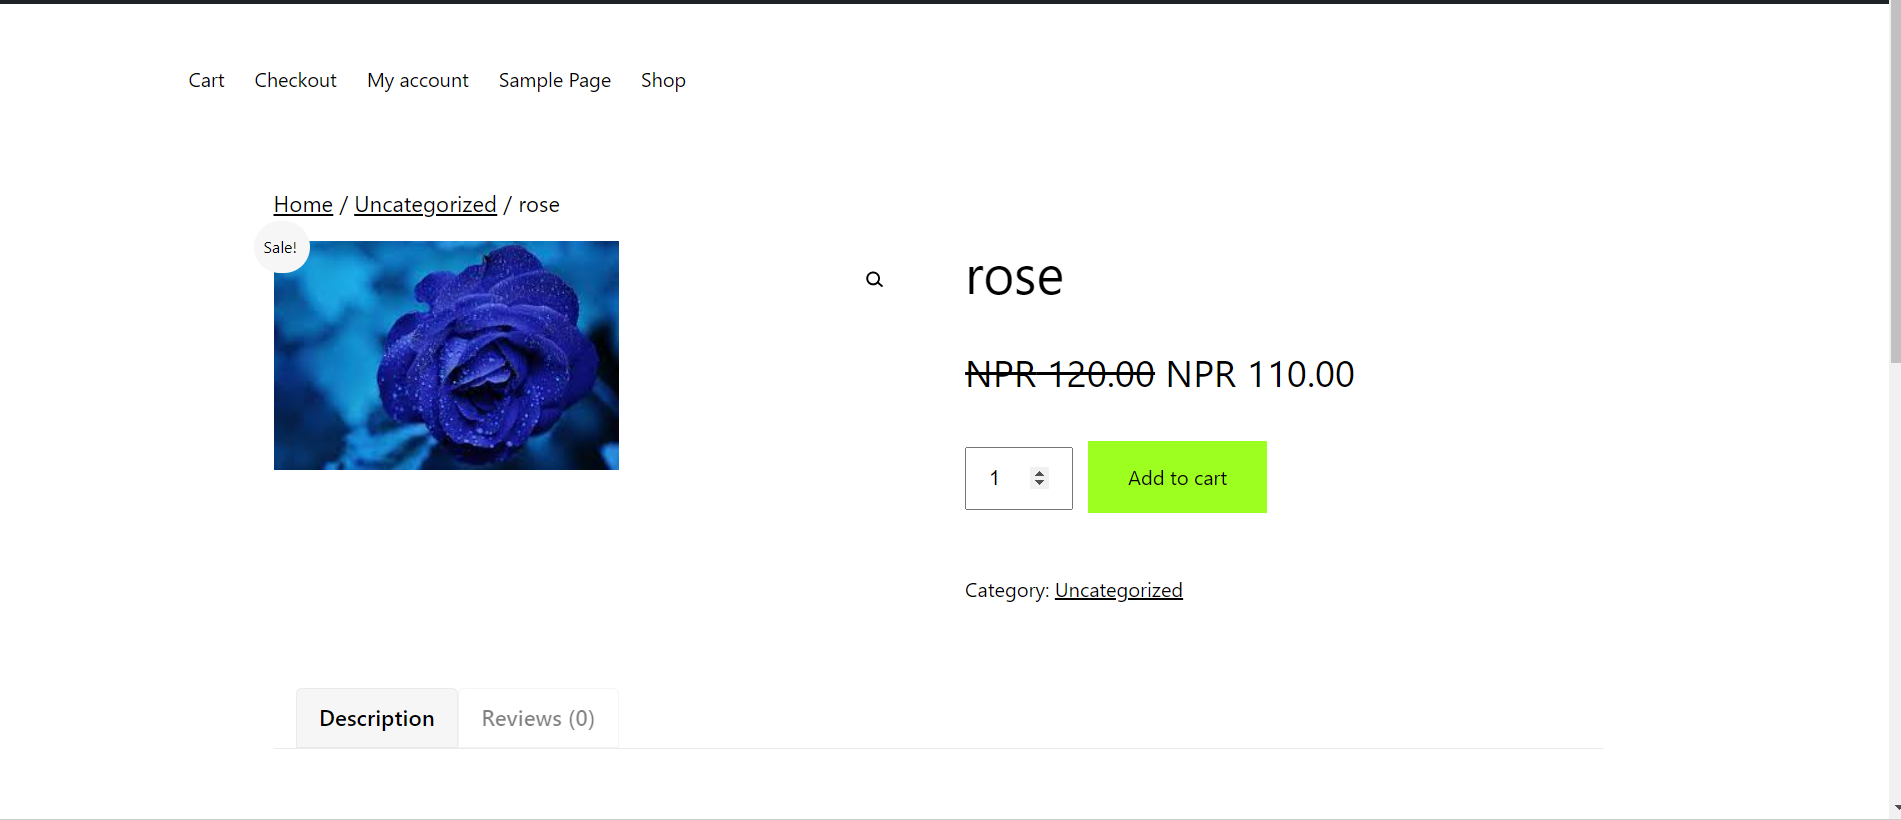 Cart Checkout My account Sample Page Shop
Home / Uncategorized / rose
Sale!
rose
NPR 120.00 NPR 110.00
1 Add to cart
Category: Uncategorized
Description Reviews (0)